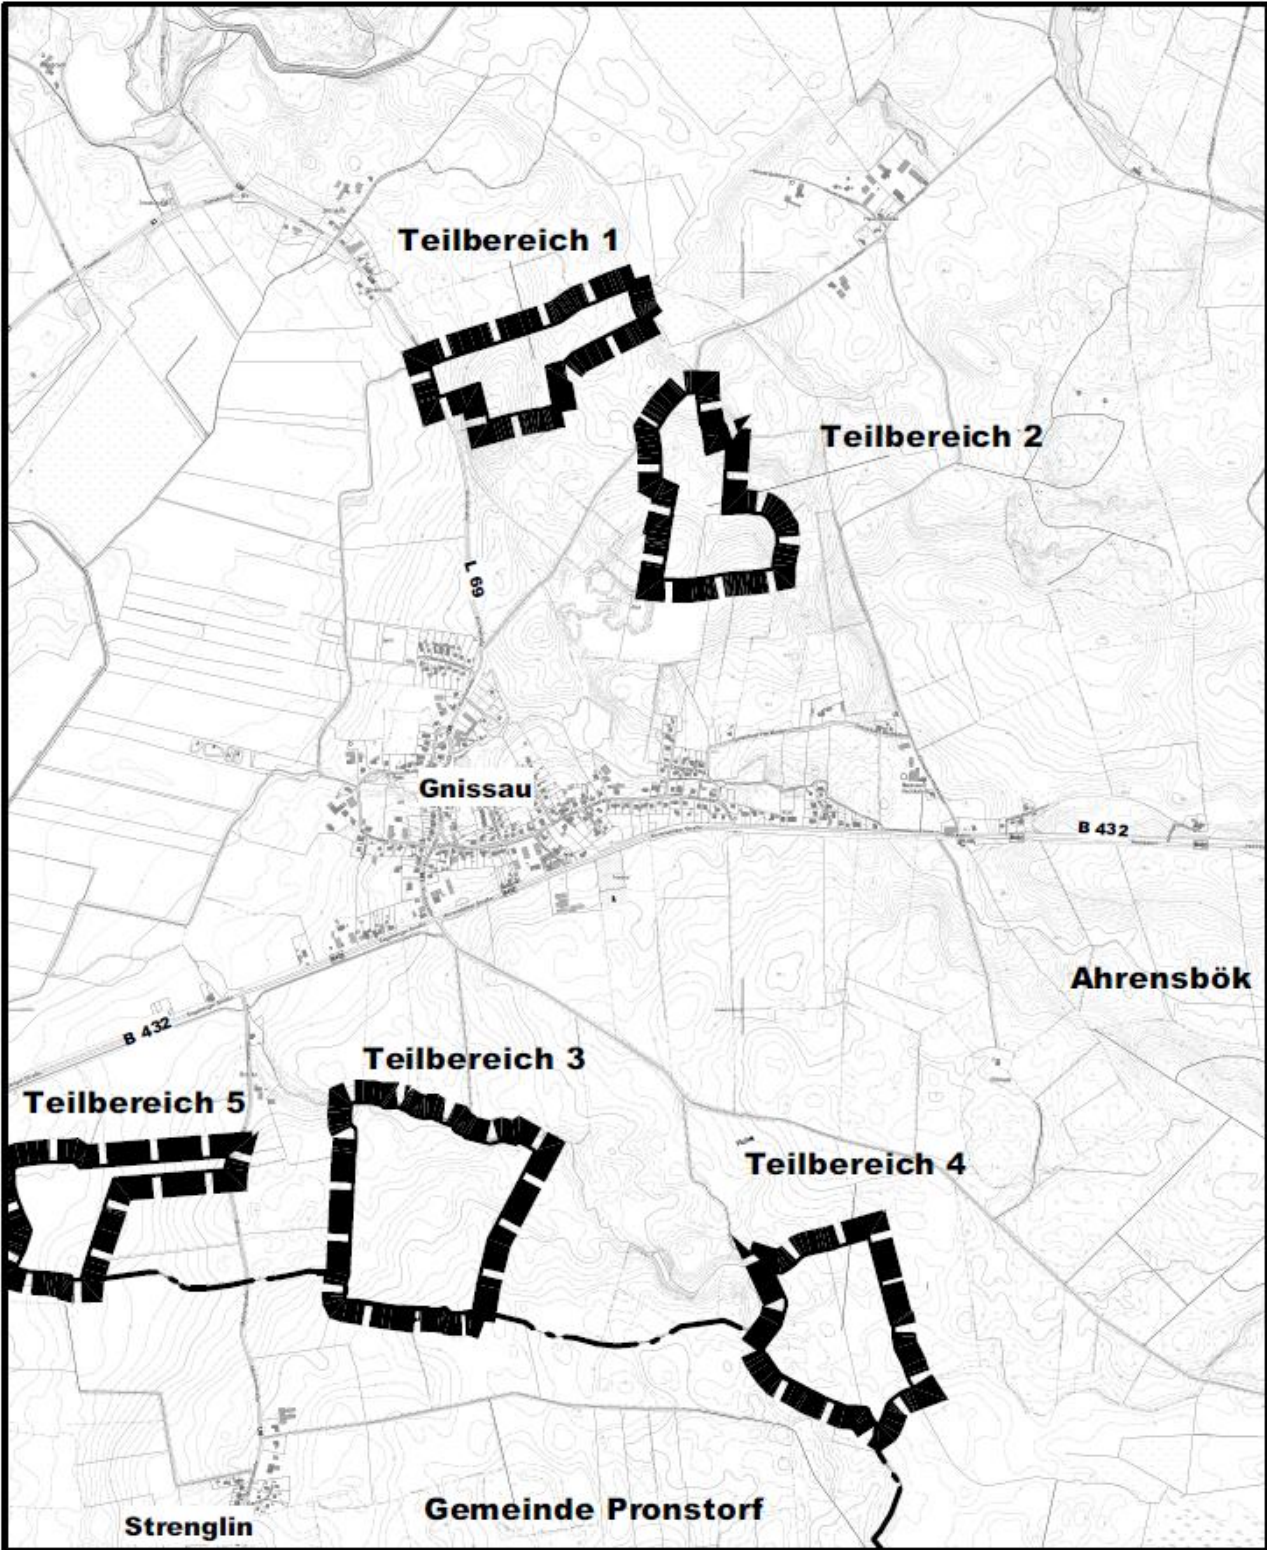 Teilbereich 1
Teilbereich 2
L 69
Gnissau
B 432
Ahrensbök
B 432
Teilbereich 3
Teilbereich 5
Teilbereich 4
Gemeinde Pronstorf
Strenglin